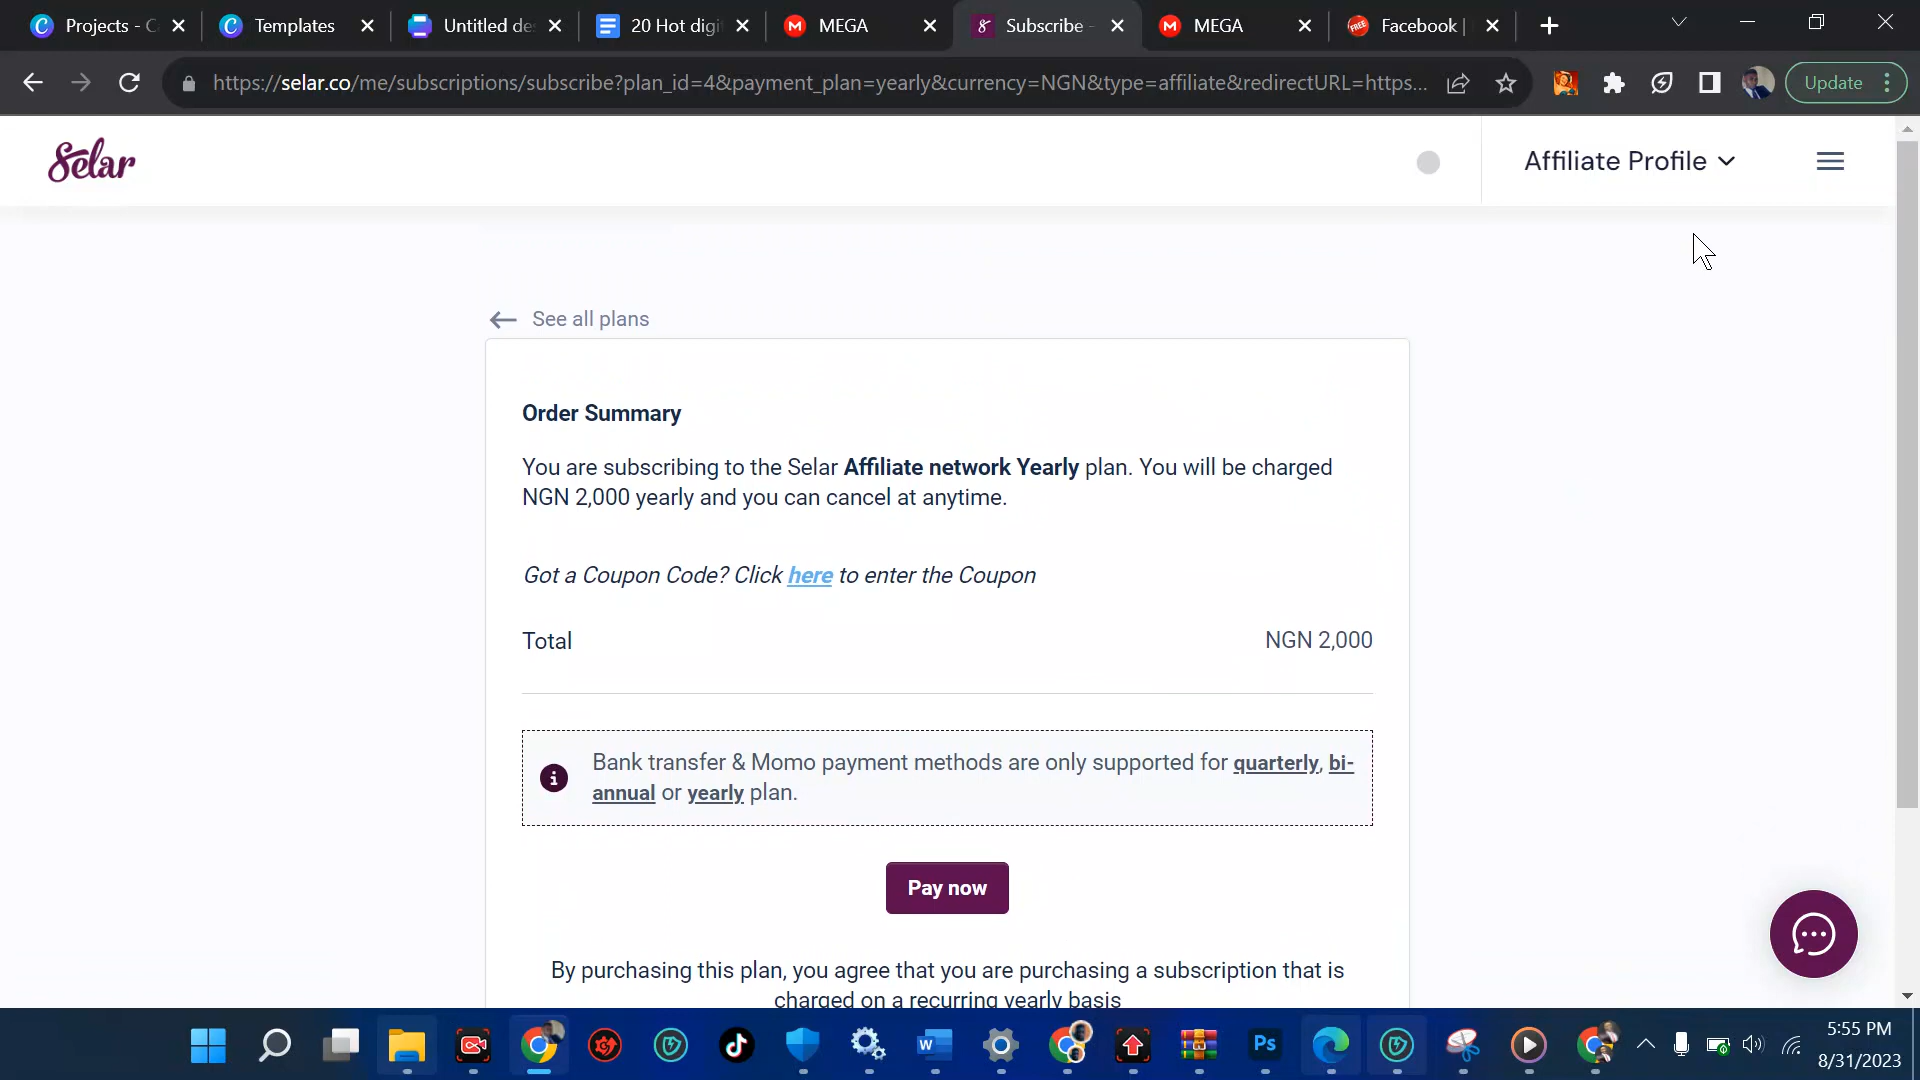 Projects - C
Templates
Untitled de
20 Hot digi
MEGA
Subscribe -
MEGA
Facebook |
https://selar.co/me/subscriptions/subscribe?plan_id=4&payment_plan=yearly&currency=NGN&type=affiliate&redirectURL=https...
Update
Selar
Affiliate Profile
See all plans
Order Summary
You are subscribing to the Selar Affiliate network Yearly plan. You will be charged
NGN 2,000 yearly and you can cancel at anytime.
Got a Coupon Code? Click here to enter the Coupon
Total
NGN 2,000
Bank transfer & Momo payment methods are only supported for quarterly, bi-
annual or yearly plan.
Pay now
By purchasing this plan, you agree that you are purchasing a subscription that is
charged on a recurring yearly basis
5:55 PM
8/31/2023